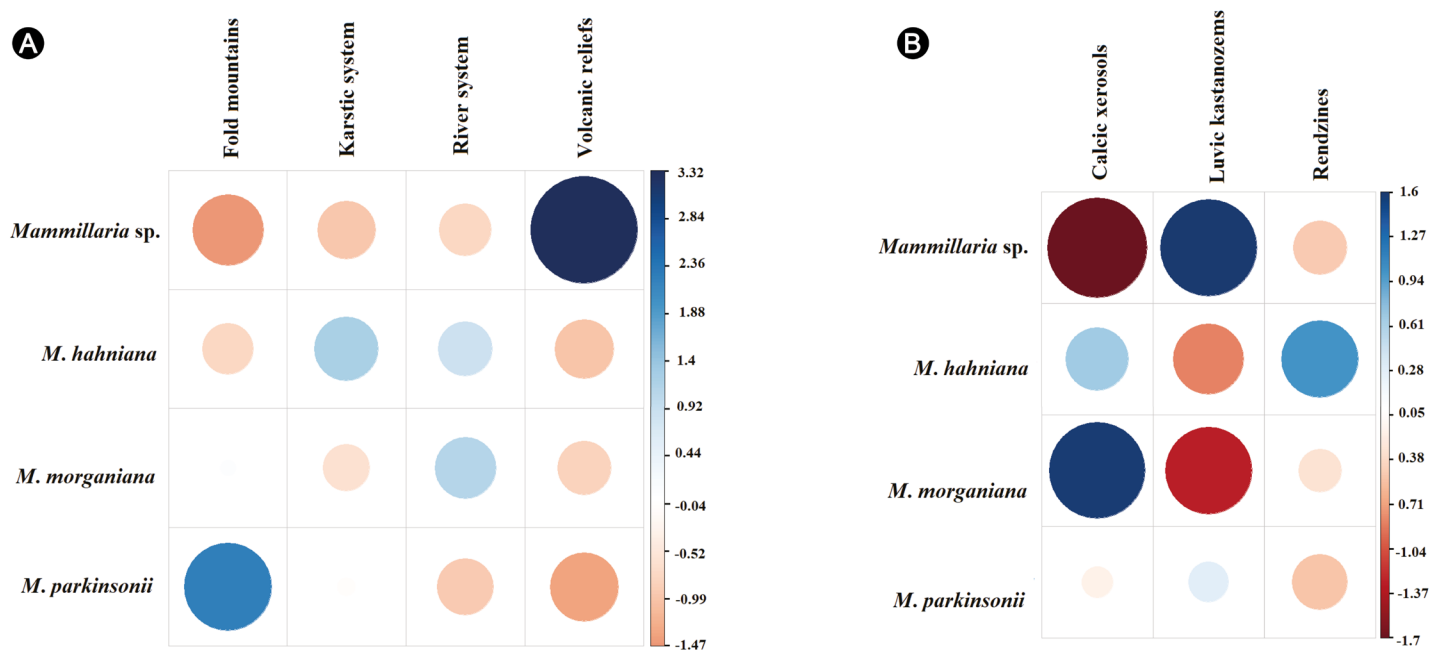 A
Fold mountains
Karstic system
River system
Volcanic reliefs
Mammillaria sp.
M. hahniana
M. morganiana
M. parkinsonii
3.32
2.84
2.36
1.88
1.4
0.92
0.44
-0.04
-0.52
-0.99
-1.47
B
Calcic xerosols
Luvic kastanozems
Rendzines
Mammillaria sp.
M. hahniana
M. morganiana
M. parkinsonii
1.6
1.27
0.94
0.61
0.28
0.05
0.38
-0.71
-1.04
-1.37
-1.7